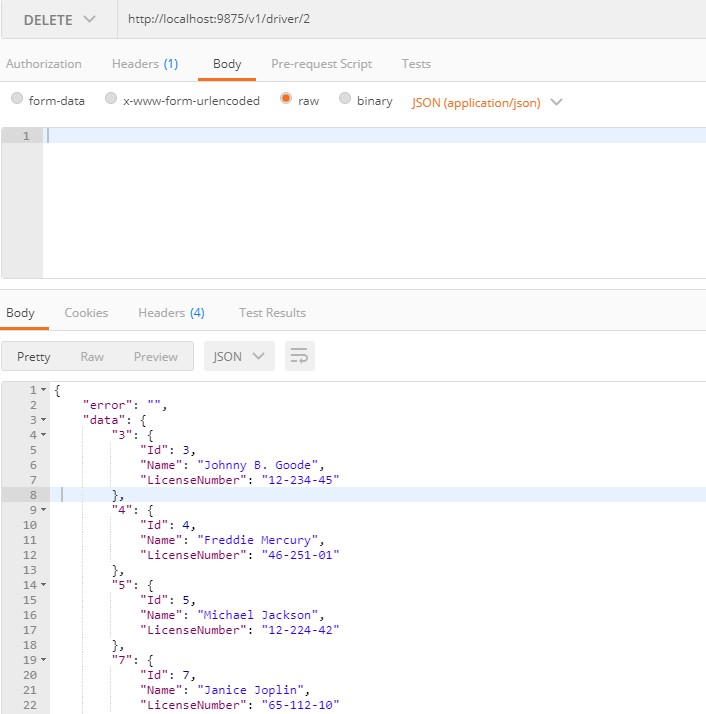 DELETE http://localhost:9875/v1/driver/2
Authorization Headers (1) Body Pre-request Script Tests
form-data x-www-form-urlencoded raw binary JSON (application/json)
1
Body Cookies Headers (4) Test Results
Pretty Raw Preview JSON
1 {
2 "error": "",
3 "data": {
4 "3": {
5 "Id": 3,
6 "Name": "Johnny B. Goode",
7 "LicenseNumber": "12-234-45"
8 },
9 "4": {
10 "Id": 4,
11 "Name": "Freddie Mercury",
12 "LicenseNumber": "46-251-01"
13 },
14 "5": {
15 "Id": 5,
16 "Name": "Michael Jackson",
17 "LicenseNumber": "12-224-42"
18 },
19 "7": {
20 "Id": 7,
21 "Name": "Janice Joplin",
22 "LicenseNumber": "65-112-10"